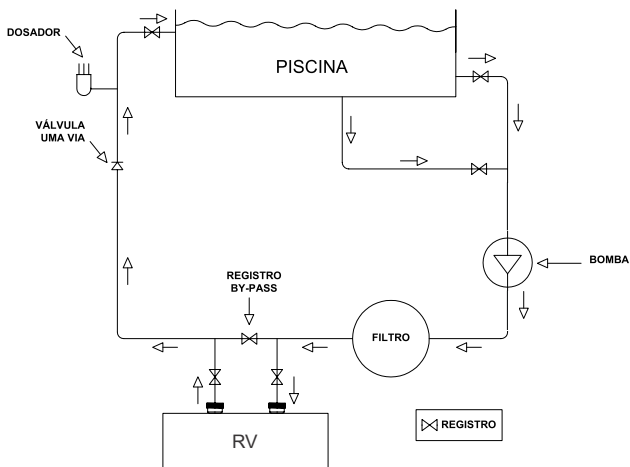 DOSADOR
PISCINA
VÁLVULA
UMA VIA
BOMBA
REGISTRO
BY-PASS
FILTRO
REGISTRO
RV